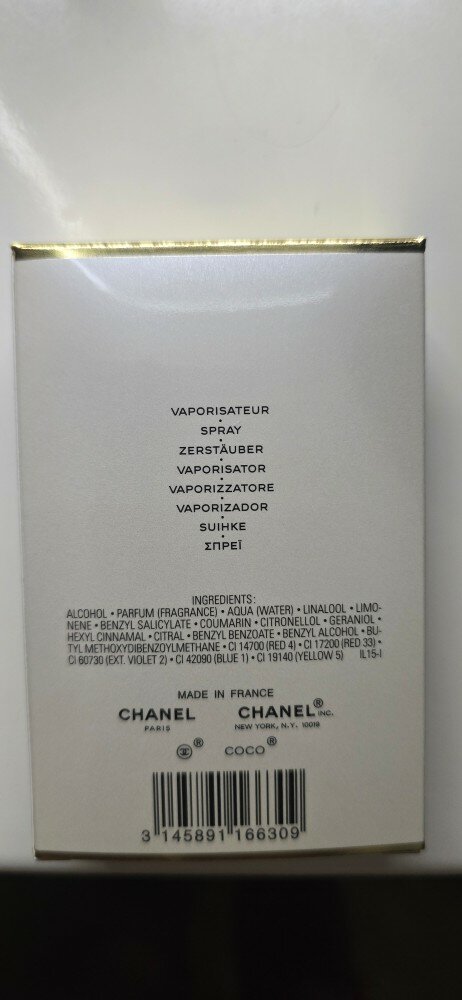 VAPORISATEUR
•
SPRAY
•
ZERSTÄUBER
•
VAPORISATOR
•
VAPORIZZATORE
•
VAPORIZADOR
•
SUIHKE
•
ΣΠΡΕΪ
INGREDIENTS:
ALCOHOL • PARFUM (FRAGRANCE) • AQUA (WATER) • LINALOOL • LIMO-
NENE • BENZYL SALICYLATE • COUMARIN • CITRONELLOL • GERANIOL •
HEXYL CINNAMAL • CITRAL • BENZYL BENZOATE • BENZYL ALCOHOL • BU-
TYL METHOXYDIBENZOYLMETHANE • CI 14700 (RED 4) • CI 17200 (RED 33) •
CI 60730 (EXT. VIOLET 2) • CI 42090 (BLUE 1) • CI 19140 (YELLOW 5) IL15-I
MADE IN FRANCE
CHANEL CHANEL® INC.
PARIS NEW YORK, N.Y. 10019
® COCO®
3 145891 166309